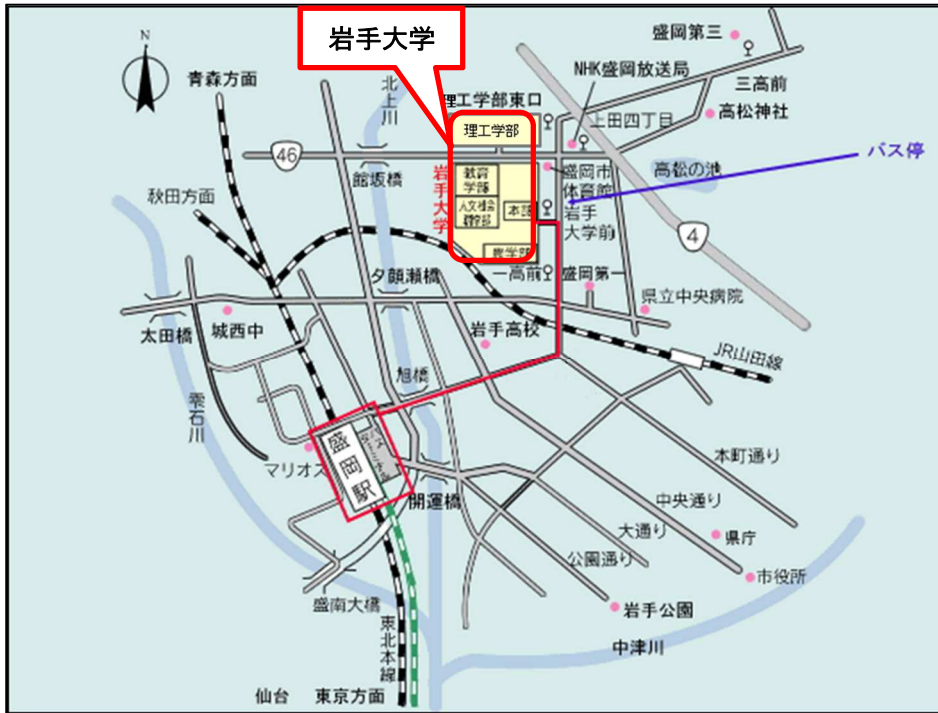 岩手大学
盛岡第三
N
NHK盛岡放送局
青森方面
北上川
三高前
理工学部東口
高松神社
上田四丁目
理工学部
46
バス停
岩手大学
教育
学部
盛岡市
体育館
高松の池
館坂橋
秋田方面
人文社会
科学部
本部
岩手
大学前
4
農学部
夕顔瀬橋
一高前
盛岡第一
県立中央病院
太田橋
城西中
岩手高校
JR山田線
旭橋
雫石川
盛岡駅
バス
ターミナル
マリオス
本町通り
開運橋
中央通り
大通り
県庁
公園通り
市役所
盛南大橋
岩手公園
東北本線
中津川
仙台 東京方面